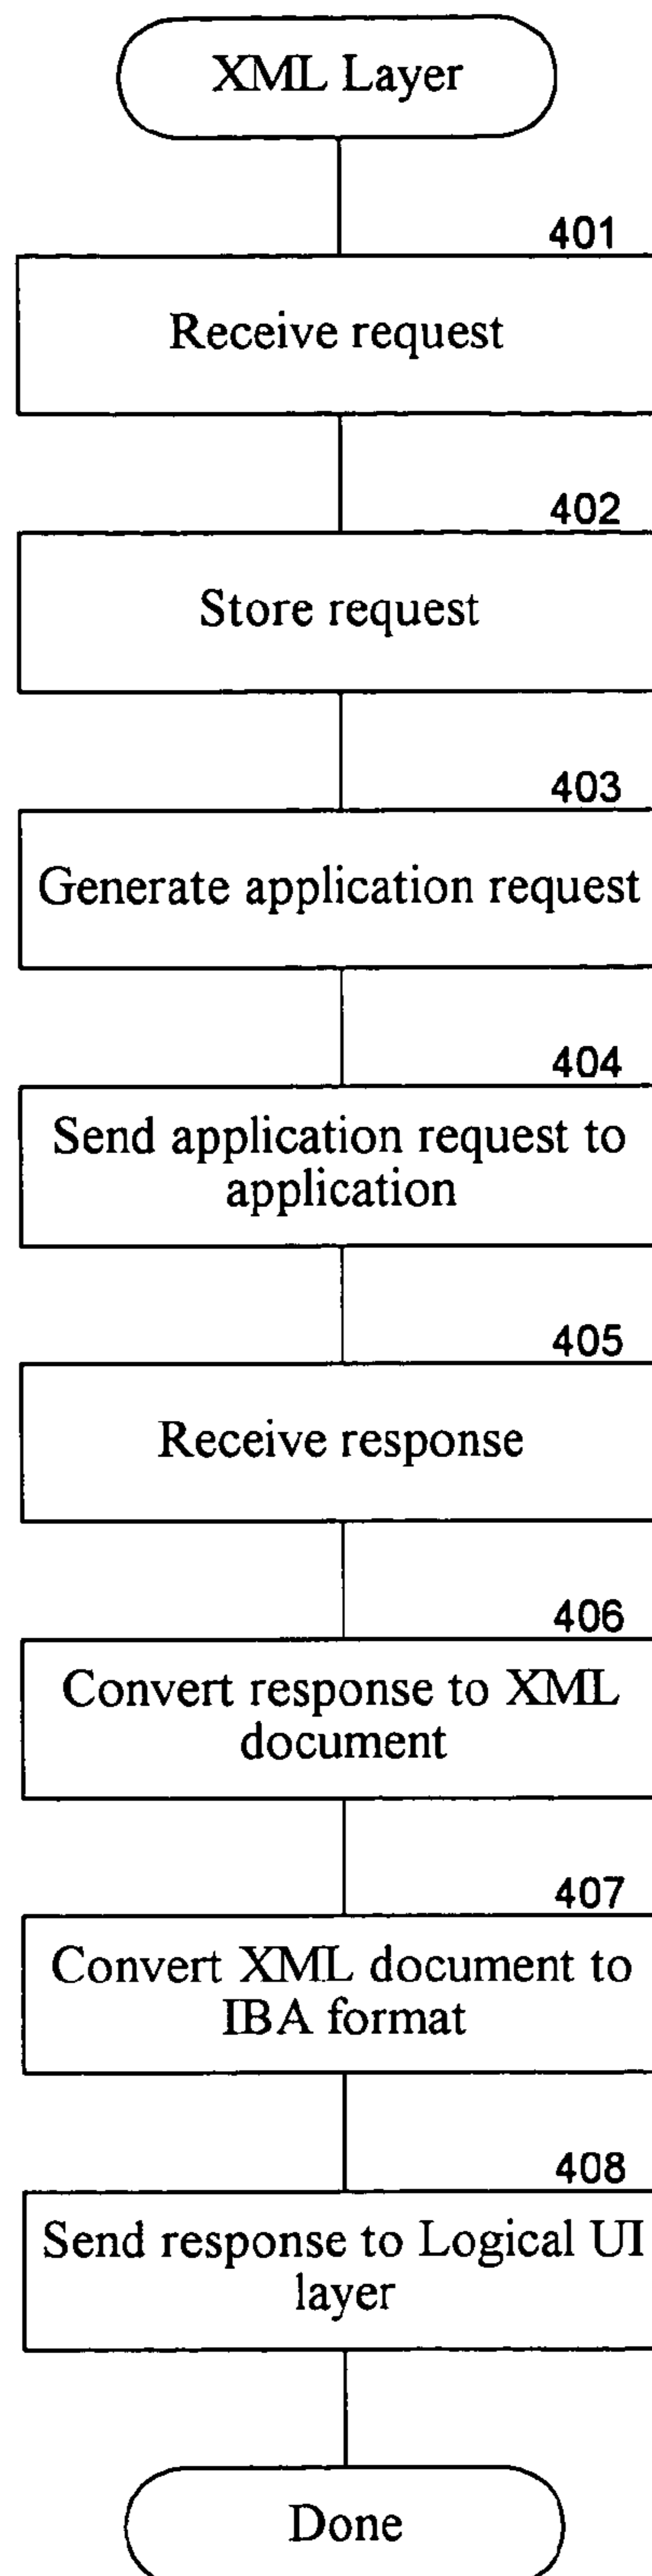 XML Layer
401
Receive request
402
Store request
403
Generate application request
404
Send application request to
application
405
Receive response
406
Convert response to XML
document
407
Convert XML document to
IBA format
408
Send response to Logical UI
layer
Done